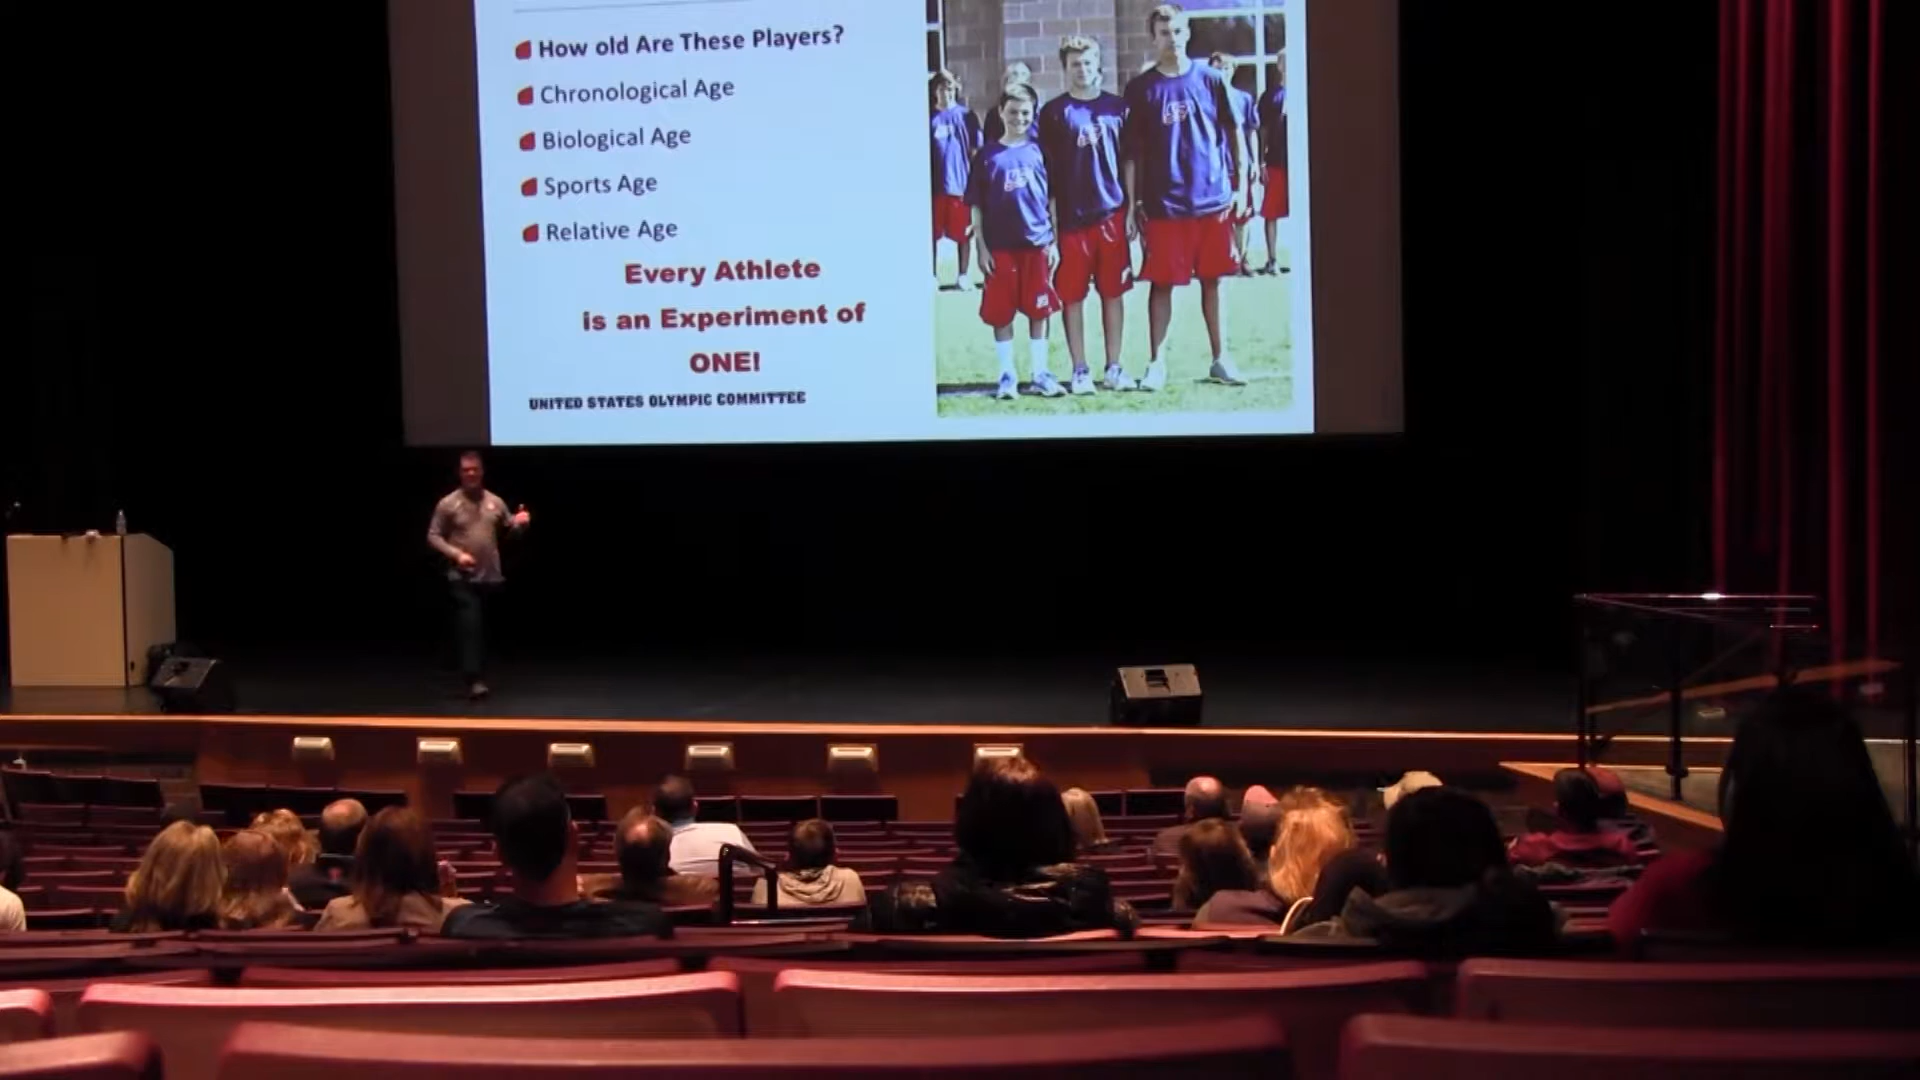 How old Are These Players?
Chronological Age
Biological Age
Sports Age
Relative Age
Every Athlete
is an Experiment of
ONE!
UNITED STATES OLYMPIC COMMITTEE